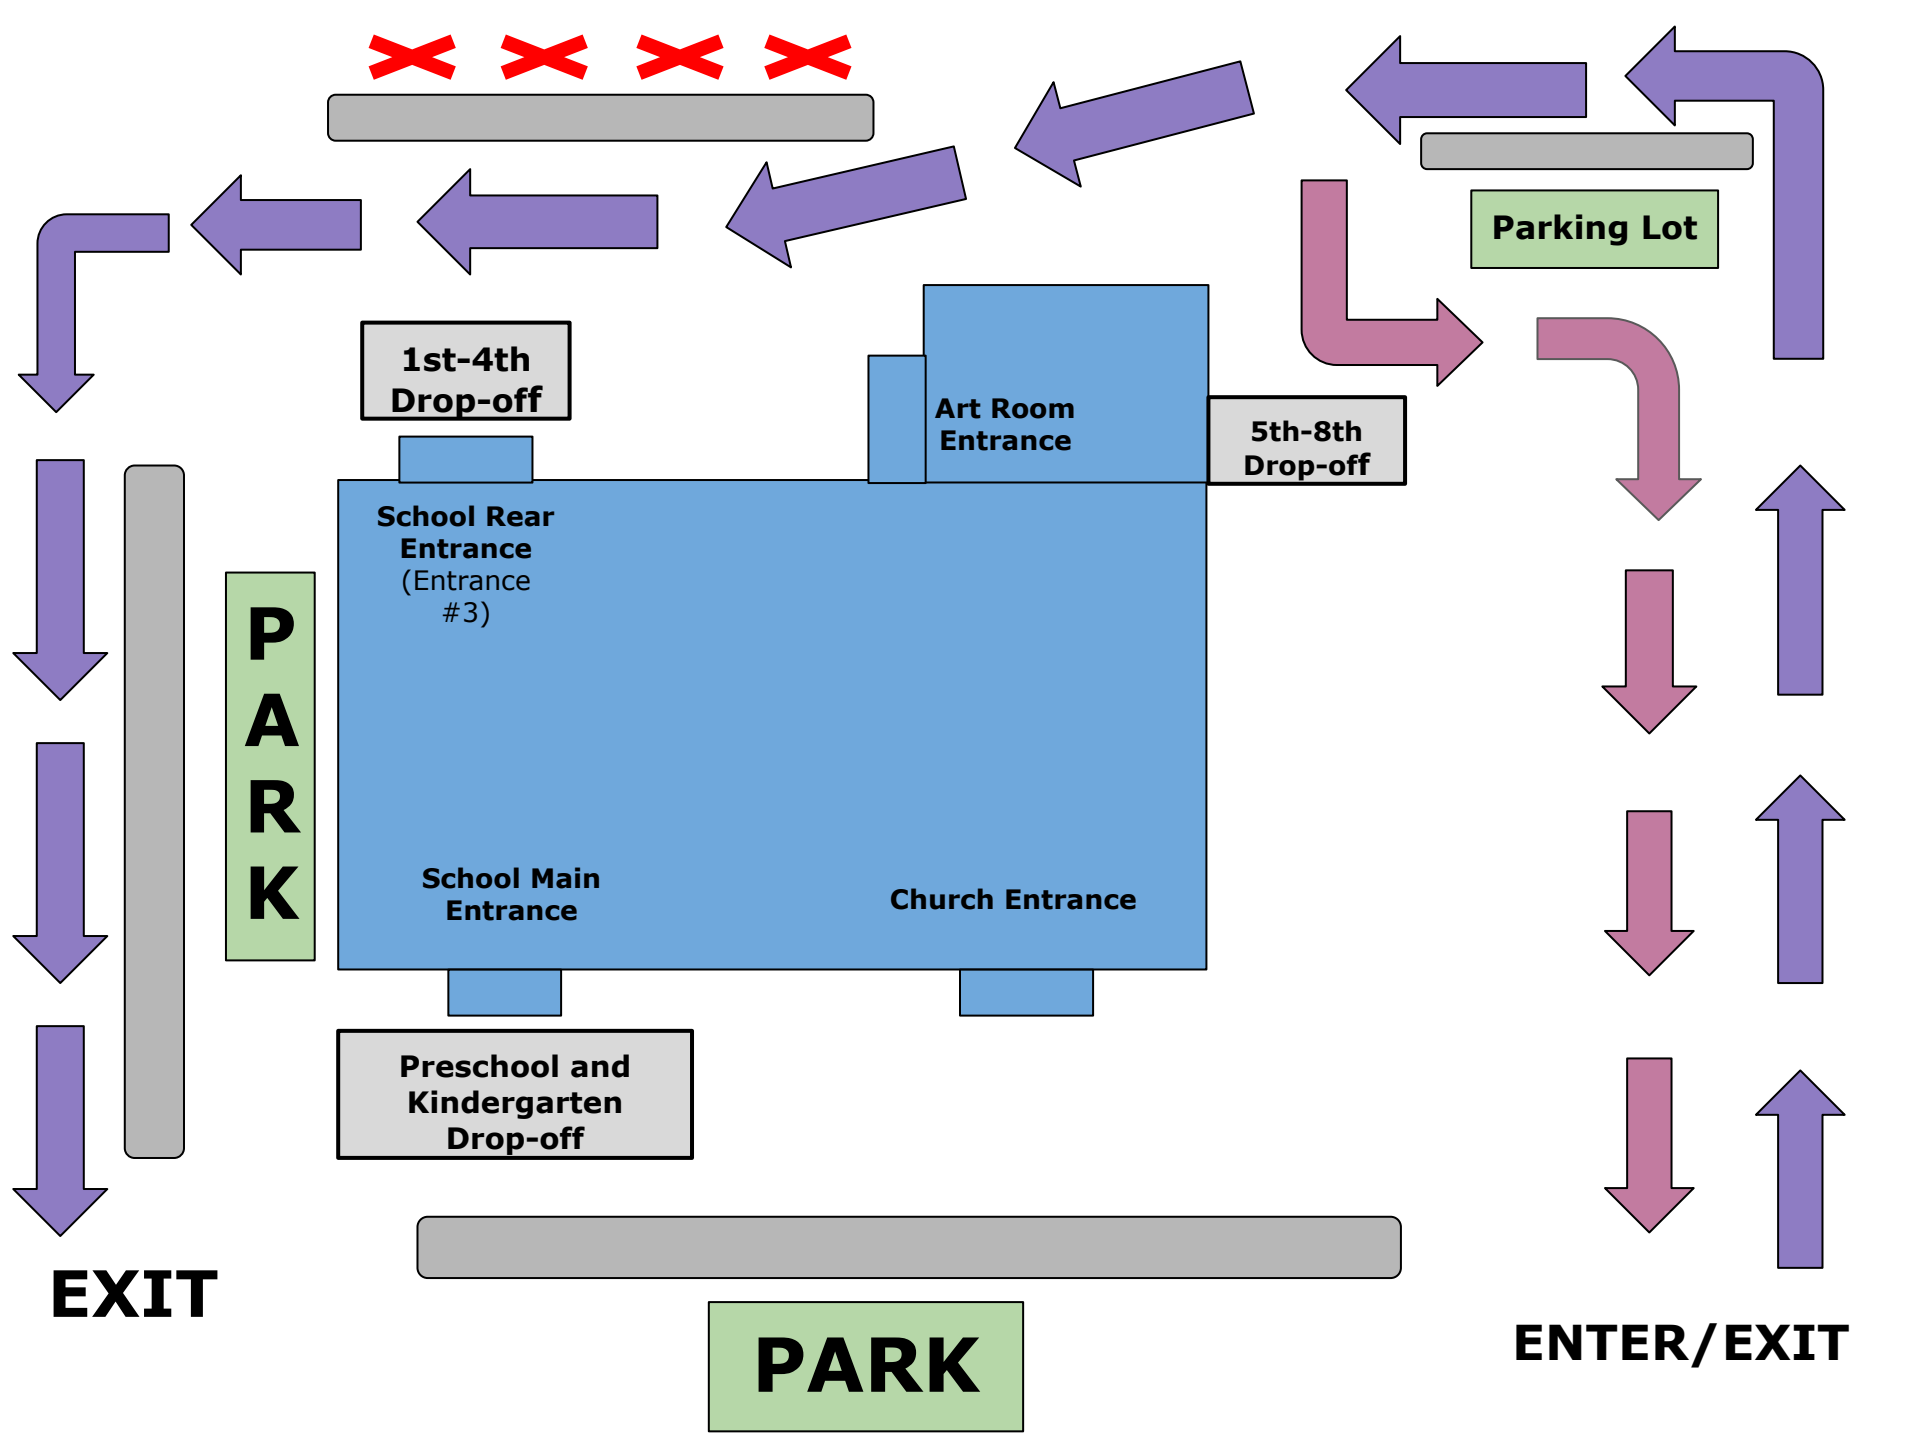 Parking Lot
1st-4th
Drop-off
Art Room
Entrance
5th-8th
Drop-off
School Rear
Entrance
(Entrance
#3)
P
A
R
K
School Main
Entrance
Church Entrance
Preschool and
Kindergarten
Drop-off
EXIT
ENTER/EXIT
PARK